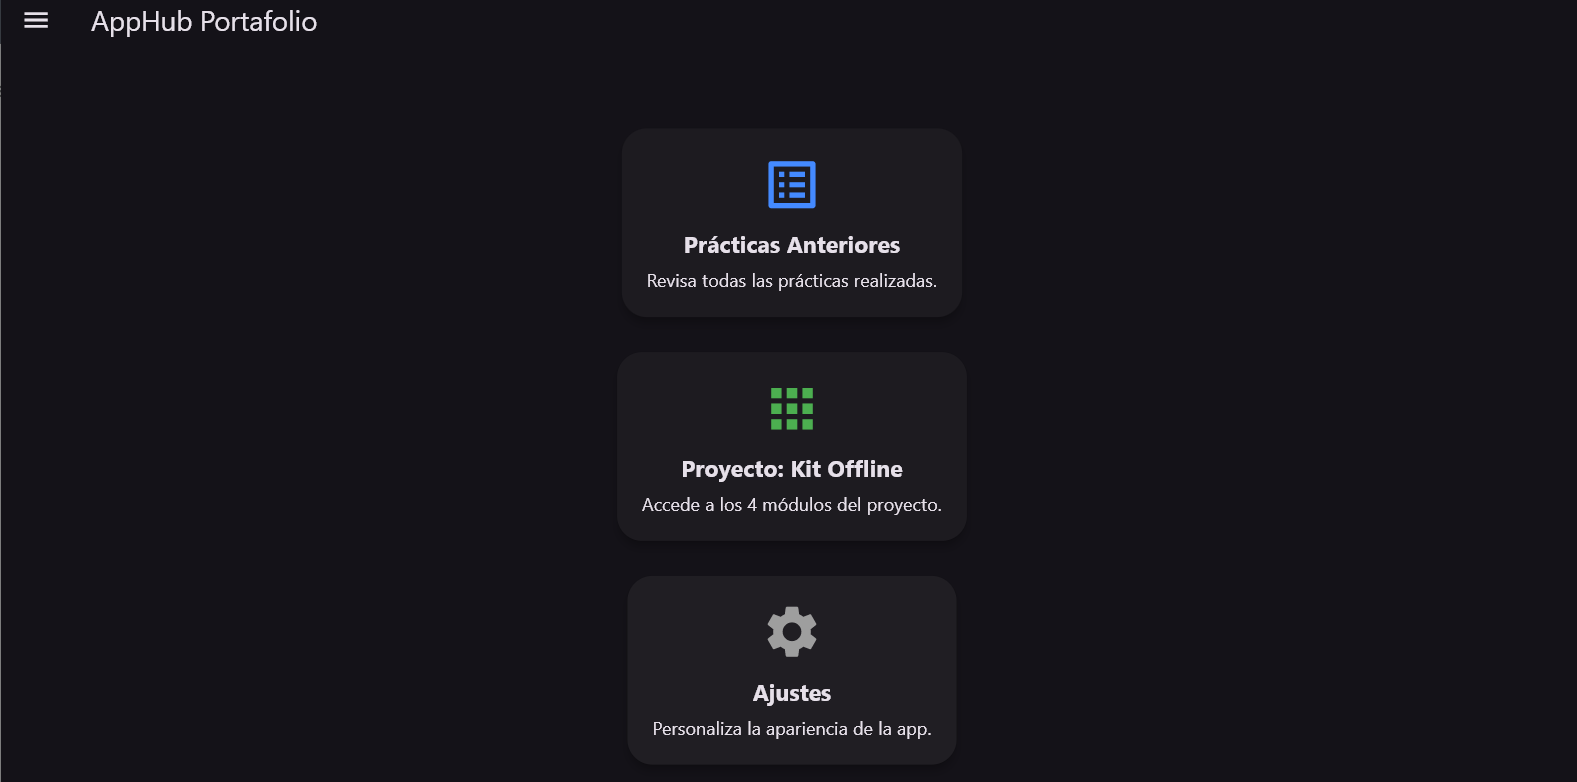 AppHub Portafolio
Prácticas Anteriores
Revisa todas las prácticas realizadas.
Proyecto: Kit Offline
Accede a los 4 módulos del proyecto.
Ajustes
Personaliza la apariencia de la app.